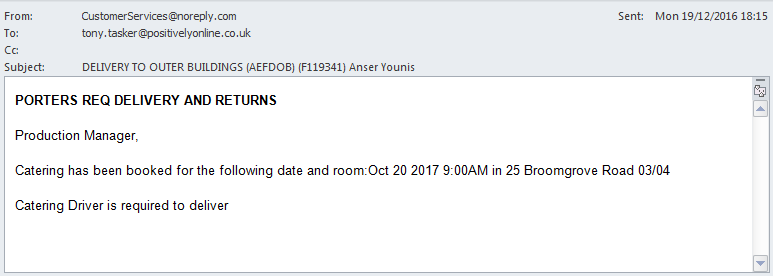 From: CustomerServices@noreply.com Sent: Mon 19/12/2016 18:15
To: tony.tasker@positivelyonline.co.uk
Cc:
Subject: DELIVERY TO OUTER BUILDINGS (AEFDOB) (F119341) Anser Younis
PORTERS REQ DELIVERY AND RETURNS
Production Manager,
Catering has been booked for the following date and room:Oct 20 2017 9:00AM in 25 Broomgrove Road 03/04
Catering Driver is required to deliver